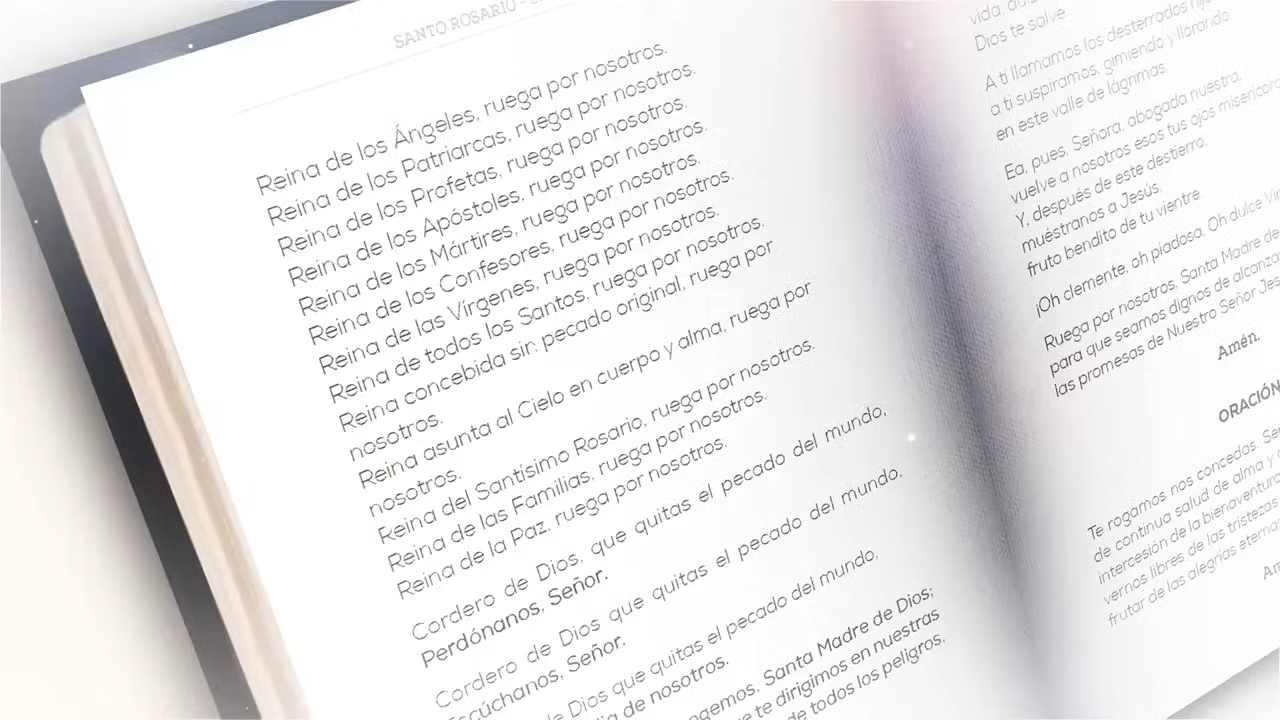 SANTO ROSARIO -
Reina de los Ángeles, ruega por nosotros.
Reina de los Patriarcas, ruega por nosotros.
Reina de los Profetas, ruega por nosotros.
Reina de los Apóstoles, ruega por nosotros.
Reina de los Mártires, ruega por nosotros.
Reina de los Confesores, ruega por nosotros.
Reina de las Vírgenes, ruega por nosotros.
Reina de todos los Santos, ruega por nosotros.
Reina concebida sin pecado original, ruega por
nosotros.
Reina asunta al Cielo en cuerpo y alma, ruega por
nosotros.
Reina del Santísimo Rosario, ruega por nosotros.
Reina de las Familias, ruega por nosotros.
Reina de la Paz, ruega por nosotros.
Cordero de Dios, que quitas el pecado del mundo,
Perdónanos, Señor.
Cordero de Dios que quitas el pecado del mundo,
Escúchanos, Señor.
de Dios que quitas el pecado del mundo,
de nosotros.
Santa Madre de Dios;
te dirigimos en nuestras
de todos los peligros,
vida,
Dios te salve.
A ti llamamos los desterrados
a ti suspiramos, gimiendo y llorando
en este valle de lágrimas.
Ea, pues, Señora, abogada nuestra,
vuelve a nosotros esos tus ojos
Y, después de este destierro,
muéstranos a Jesús,
fruto bendito de tu vientre.
¡Oh clemente, oh piadosa, Oh dulce
Ruega por nosotros, Santa Madre de
para que seamos dignos de
las promesas de Nuestro Señor
Amén.
ORACIÓN
Te rogamos nos concedas,
de continua salud de alma y
intercesión de la
vernos libres de las tristezas
frutar de las alegrías